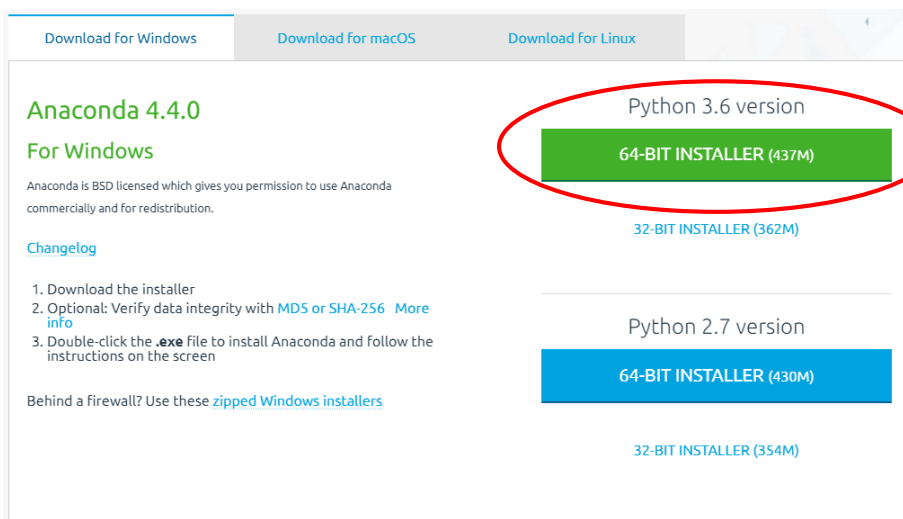 Download for Windows
Download for macOS
Download for Linux
Anaconda 4.4.0
For Windows
Anaconda is BSD licensed which gives you permission to use Anaconda
commercially and for redistribution.
Changelog
1. Download the installer
2. Optional: Verify data integrity with MD5 or SHA-256 More
info
3. Double-click the .exe file to install Anaconda and follow the
instructions on the screen
Behind a firewall? Use these zipped Windows installers
Python 3.6 version
64-BIT INSTALLER (437M)
32-BIT INSTALLER (362M)
Python 2.7 version
64-BIT INSTALLER (430M)
32-BIT INSTALLER (354M)